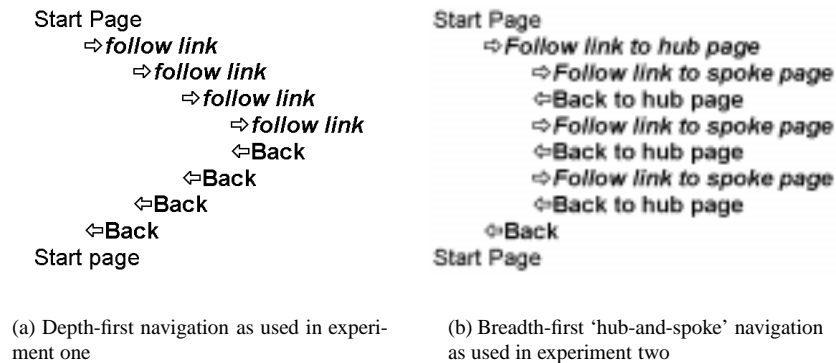 Start Page
⇨follow link
⇨follow link
⇨follow link
⇨follow link
⇦Back
⇦Back
⇦Back
⇦Back
Start page
(a) Depth-first navigation as used in experi-
ment one
Start Page
⇨Follow link to hub page
⇨Follow link to spoke page
⇦Back to hub page
⇨Follow link to spoke page
⇦Back to hub page
⇨Follow link to spoke page
⇦Back to hub page
⇦Back
Start Page
(b) Breadth-first ‘hub-and-spoke’ navigation
as used in experiment two